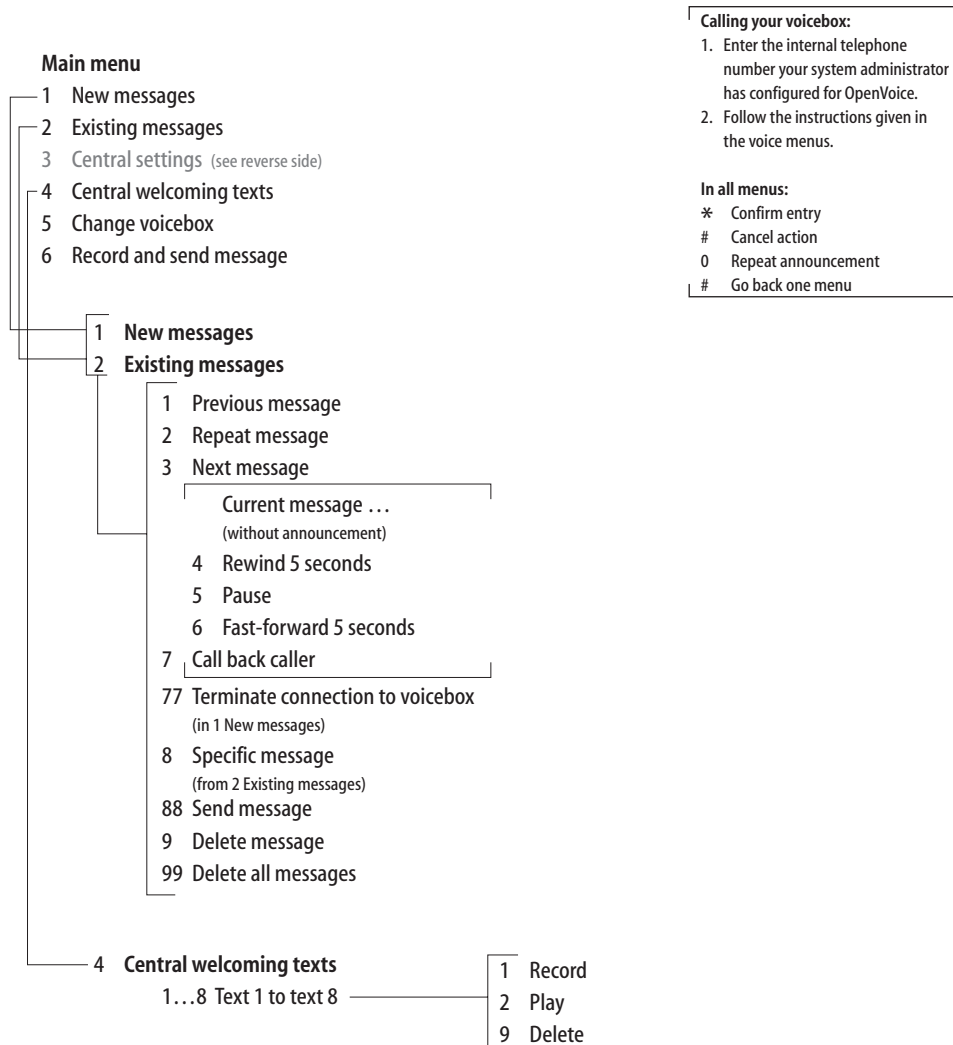 Calling your voicebox:
1. Enter the internal telephone
number your system administrator
has configured for OpenVoice.
2. Follow the instructions given in
the voice menus.
In all menus:
* Confirm entry
# Cancel action
0 Repeat announcement
# Go back one menu
Main menu
1 New messages
2 Existing messages
3 Central settings (see reverse side)
4 Central welcoming texts
5 Change voicebox
6 Record and send message
1 New messages
2 Existing messages
1 Previous message
2 Repeat message
3 Next message
Current message …
(without announcement)
4 Rewind 5 seconds
5 Pause
6 Fast-forward 5 seconds
7 Call back caller
77 Terminate connection to voicebox
(in 1 New messages)
8 Specific message
(from 2 Existing messages)
88 Send message
9 Delete message
99 Delete all messages
4 Central welcoming texts
1…8 Text 1 to text 8
1 Record
2 Play
9 Delete